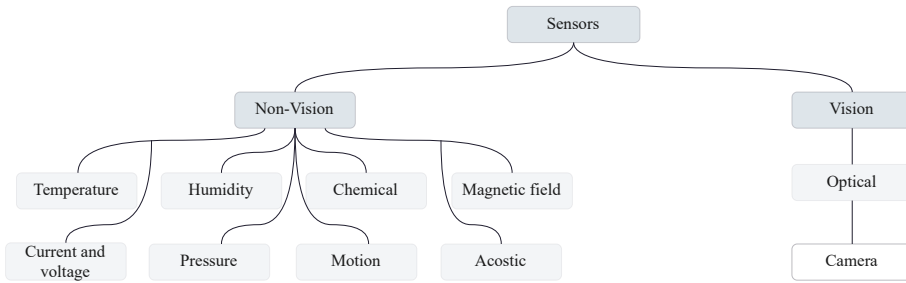 Sensors
Non-Vision
Vision
Temperature
Humidity
Chemical
Magnetic field
Optical
Current and
voltage
Pressure
Motion
Acostic
Camera